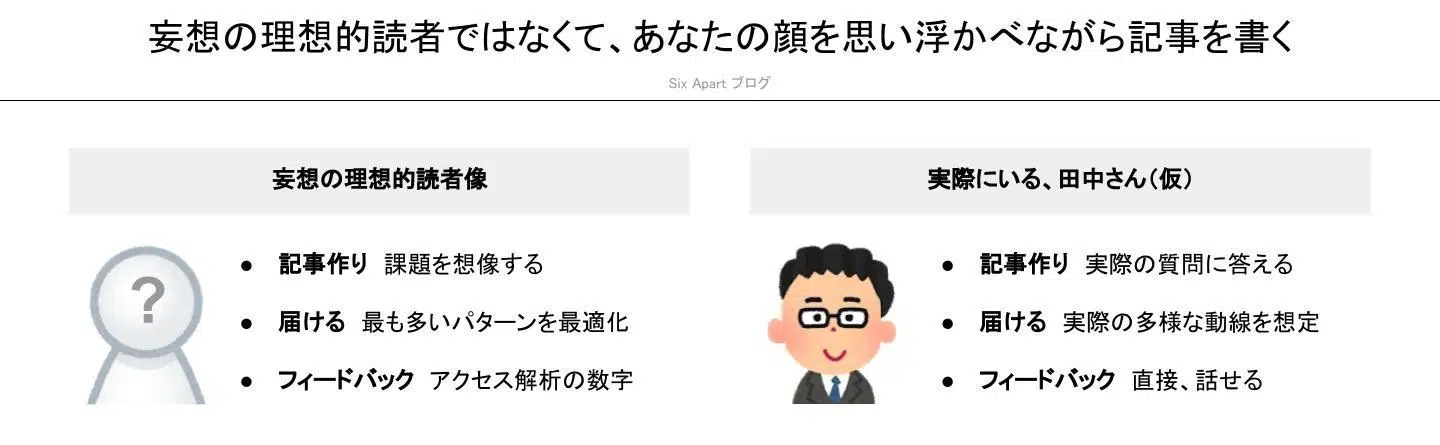 妄想の理想的読者ではなくて、あなたの顔を思い浮かべながら記事を書く
Six Apart ブログ
妄想の理想的読者像
?
● 記事作り 課題を想像する
● 届ける 最も多いパターンを最適化
● フィードバック アクセス解析の数字
実際にいる、田中さん（仮）
● 記事作り 実際の質問に答える
● 届ける 実際の多様な動線を想定
● フィードバック 直接、話せる